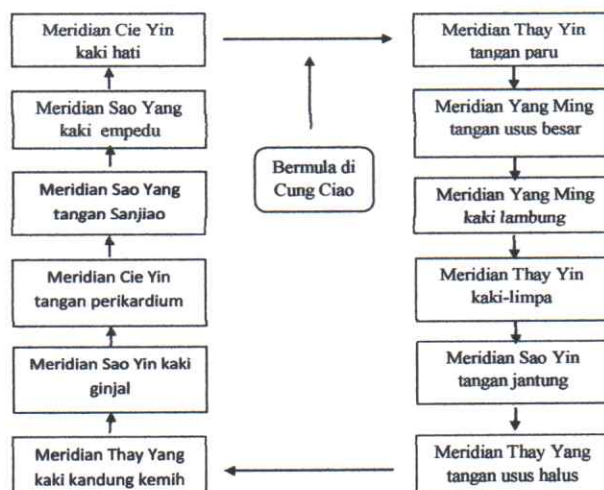 Meridian Cie Yin
kaki hati
Meridian Thay Yin
tangan paru
Meridian Sao Yang
kaki empedu
Meridian Yang Ming
tangan usus besar
Bermula di
Cung Ciao
Meridian Sao Yang
tangan Sanjiao
Meridian Yang Ming
kaki lambung
Meridian Cie Yin
tangan perikardium
Meridian Thay Yin
kaki-limpa
Meridian Sao Yin kaki
ginjal
Meridian Sao Yin
tangan jantung
Meridian Thay Yang
kaki kandung kemih
Meridian Thay Yang
tangan usus halus